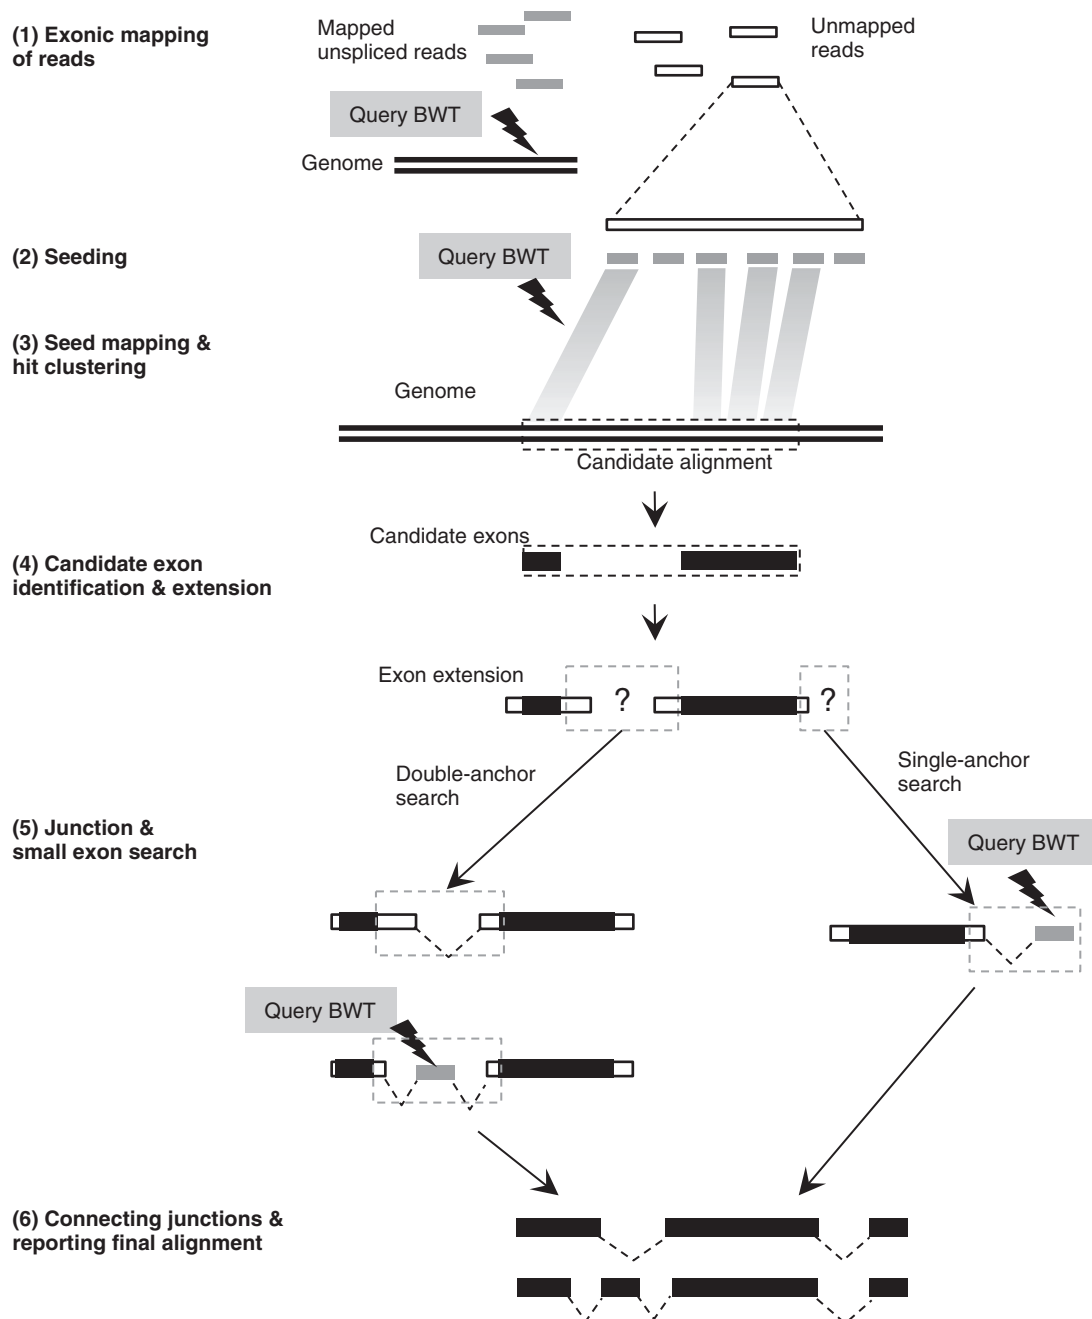 (1) Exonic mapping
of reads
Mapped
unspliced reads
Unmapped
reads
Query BWT
Genome
(2) Seeding
Query BWT
(3) Seed mapping &
hit clustering
Genome
Candidate alignment
Candidate exons
(4) Candidate exon
identification & extension
Exon extension
?
?
Double-anchor
search
Single-anchor
search
(5) Junction &
small exon search
Query BWT
Query BWT
(6) Connecting junctions &
reporting final alignment